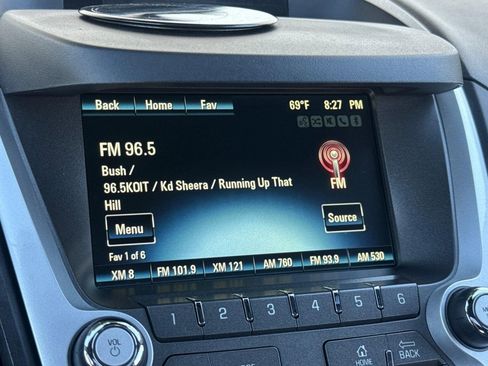 Back Home Fav 69°F 8:27 PM
FM 96.5
Bush /
96.5KOIT / Kd Sheera / Running Up That
Hill
FM
Menu
Source
Fav 1 of 6
XM 8 FM 101.9 XM 121 AM 760 FM 93.9 AM 530
1 2 3 4 5 6
VOL
HOME
BACK